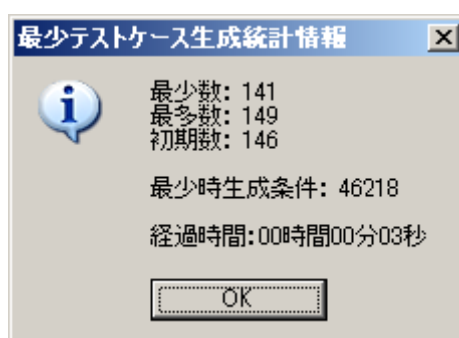 最少テストケース生成統計情報
最少数: 141
最多数: 149
初期数: 146
最少時生成条件: 46218
経過時間:00時間00分03秒
OK